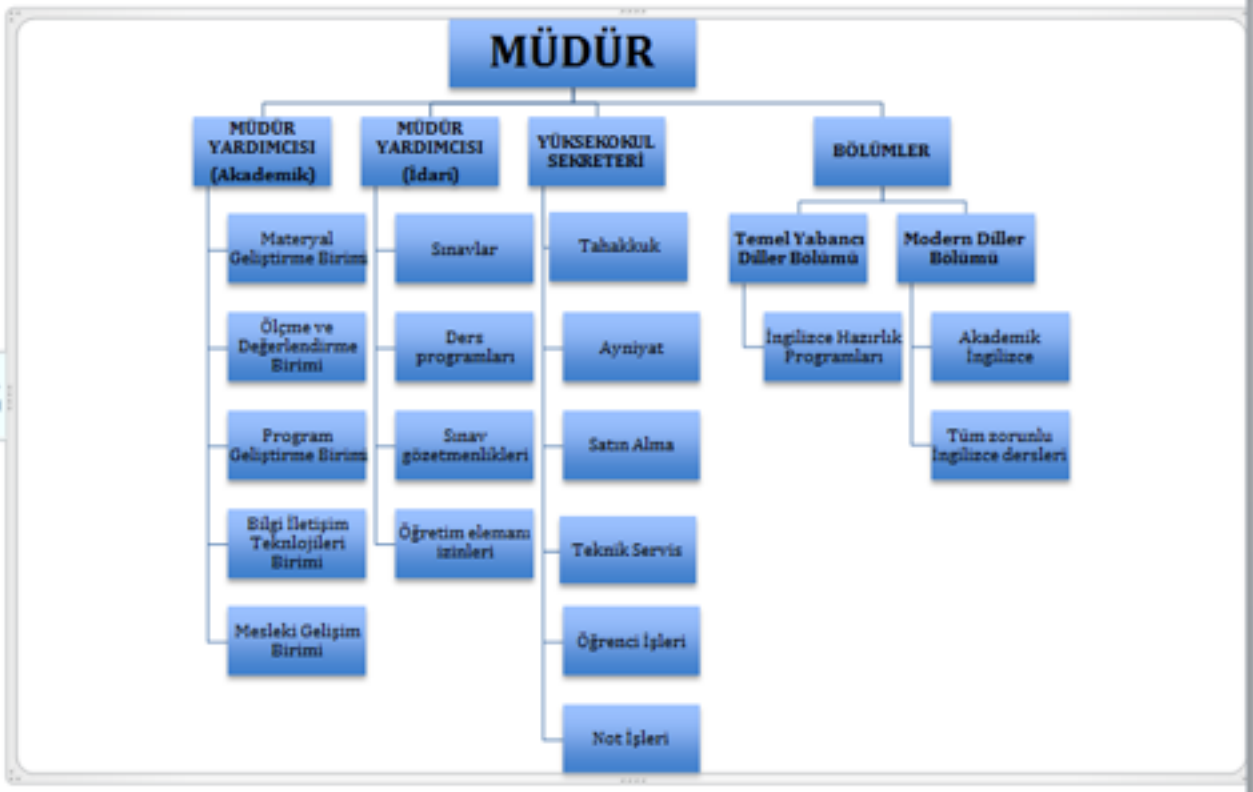 MÜDÜR
MÜDÜR
YARDIMCISI
(Akademik)
MÜDÜR
YARDIMCISI
(İdari)
YÜKSEKOKUL
SEKRETERİ
BÖLÜMLER
Materyal
Geliştirme Birimi
Ölçme ve
Değerlendirme
Birimi
Program
Geliştirme Birimi
Bilgi İletişim
Teknlojileri
Birimi
Mesleki Gelişim
Birimi
Sınavlar
Ders
programları
Sınav
gözetmenlikleri
Öğretim elemanı
izinleri
Tahakkuk
Ayniyat
Satın Alma
Teknik Servis
Öğrenci İşleri
Not İşleri
Temel Yabancı
Diller Bölümü
İngilizce Hazırlık
Programları
Modern Diller
Bölümü
Akademik
İngilizce
Tüm zorunlu
İngilizce dersleri